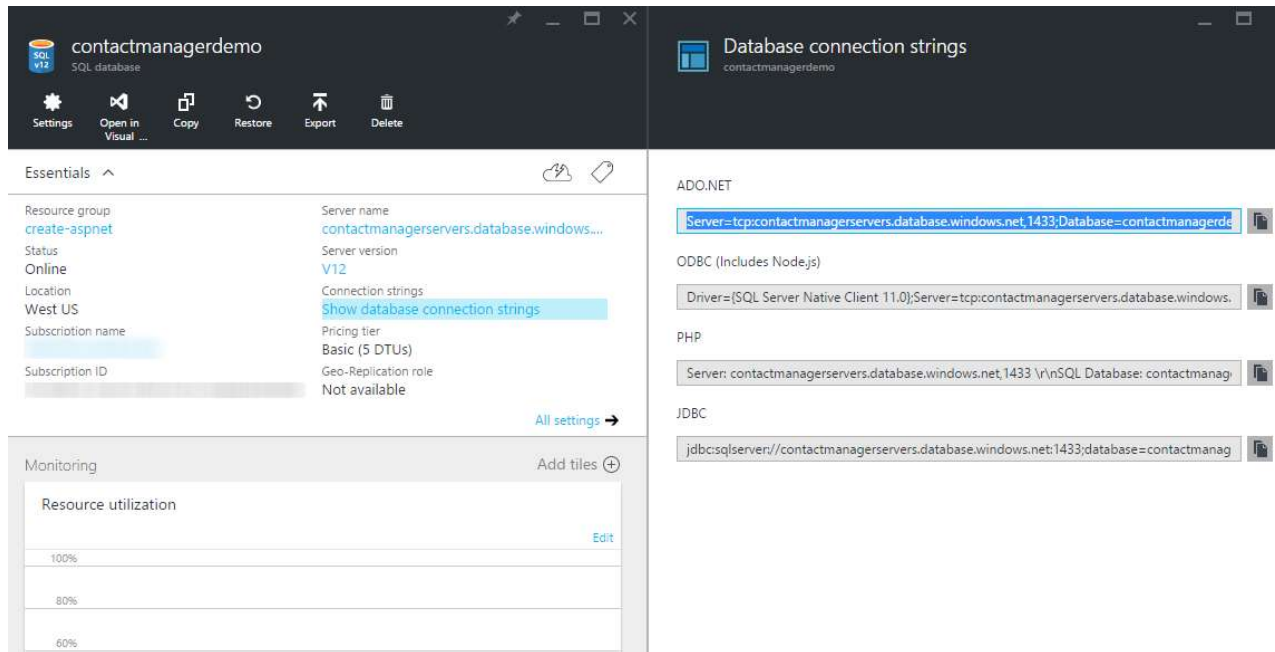 contactmanagerdemo
SQL database
SQL
v12
Settings
Open in
Visual ...
Copy
Restore
Export
Delete
Essentials
Resource group
create-aspnet
Status
Online
Location
West US
Subscription name
Subscription ID
Server name
contactmanagerservers.database.windows....
Server version
V12
Connection strings
Show database connection strings
Pricing tier
Basic (5 DTUs)
Geo-Replication role
Not available
All settings
Monitoring
Add tiles
Resource utilization
Edit
100%
80%
60%
Database connection strings
contactmanagerdemo
ADO.NET
Server=tcp:contactmanagerservers.database.windows.net,1433;Database=contactmanagerde
ODBC (Includes Node.js)
Driver={SQL Server Native Client 11.0};Server=tcp:contactmanagerservers.database.windows.
PHP
Server: contactmanagerservers.database.windows.net,1433 \r\nSQL Database: contactmanag
JDBC
jdbc:sqlserver://contactmanagerservers.database.windows.net:1433;database=contactmanag